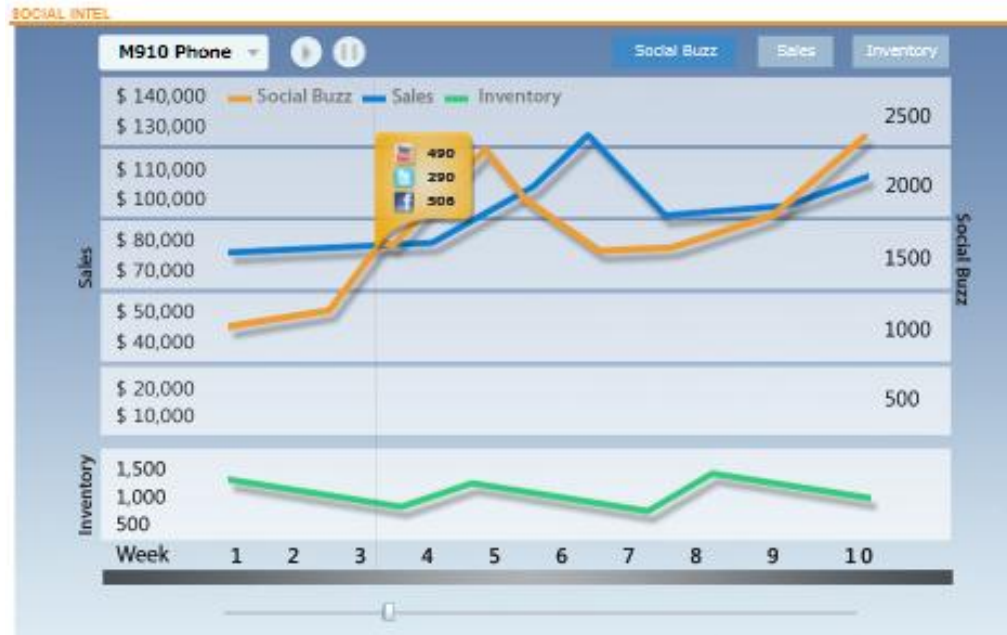 SOCIAL INTEL
M910 Phone
Social Buzz
Sales
Inventory
Social Buzz
Sales
Inventory
$ 140,000
$ 130,000
$ 110,000
$ 100,000
$ 80,000
$ 70,000
$ 50,000
$ 40,000
$ 20,000
$ 10,000
490
290
506
2500
2000
1500
1000
500
Sales
Social Buzz
Inventory
1,500
1,000
500
Week 1 2 3 4 5 6 7 8 9 10